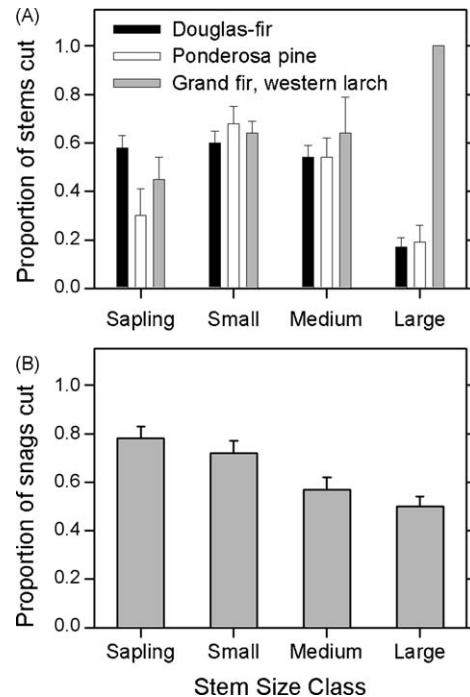 (A)
Douglas-fir
Ponderosa pine
Grand fir, western larch
Proportion of stems cut
1.0
0.8
0.6
0.4
0.2
0.0
Sapling Small Medium Large
(B)
Proportion of snags cut
1.0
0.8
0.6
0.4
0.2
0.0
Sapling Small Medium Large
Stem Size Class